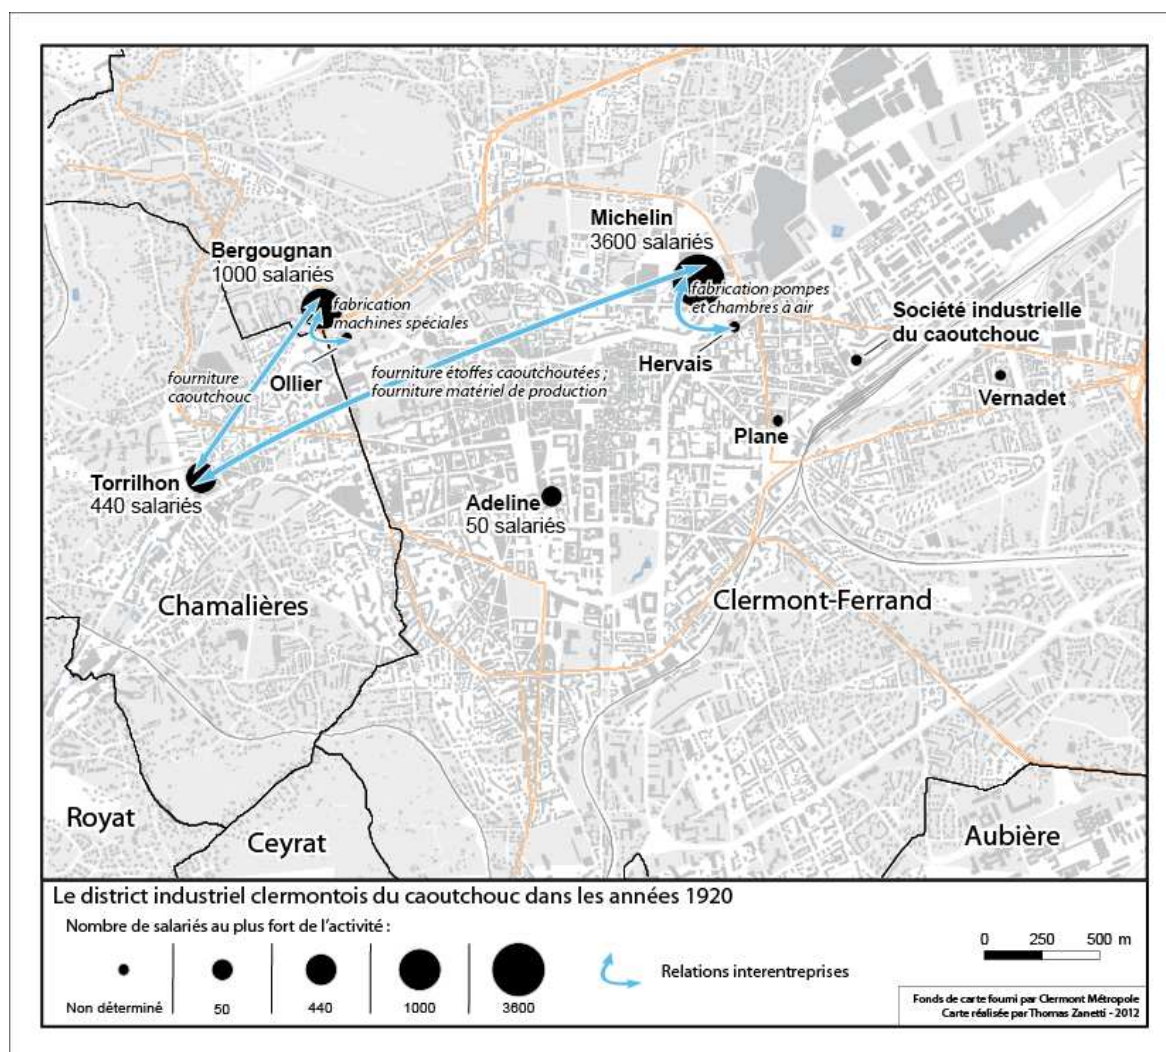 Michelin
3600 salariés
Bergougnan
1000 salariés
fabrication
machines spéciales
fabrication pompes
et chambres à air
Société industrielle
du caoutchouc
Ollier
Hervais
fourniture
caoutchouc
fourniture étoffes caoutchoutées ;
fourniture matériel de production
Vernadet
Plane
Torrilhon
440 salariés
Adeline
50 salariés
Chamalières
Clermont-Ferrand
Royat
Ceyrat
Aubière
Le district industriel clermontois du caoutchouc dans les années 1920
Nombre de salariés au plus fort de l'activité :
Non déterminé
50
440
1000
3600
Relations interentreprises
0 250 500 m
Fonds de carte fourni par Clermont Métropole
Carte réalisée par Thomas Zanetti - 2012